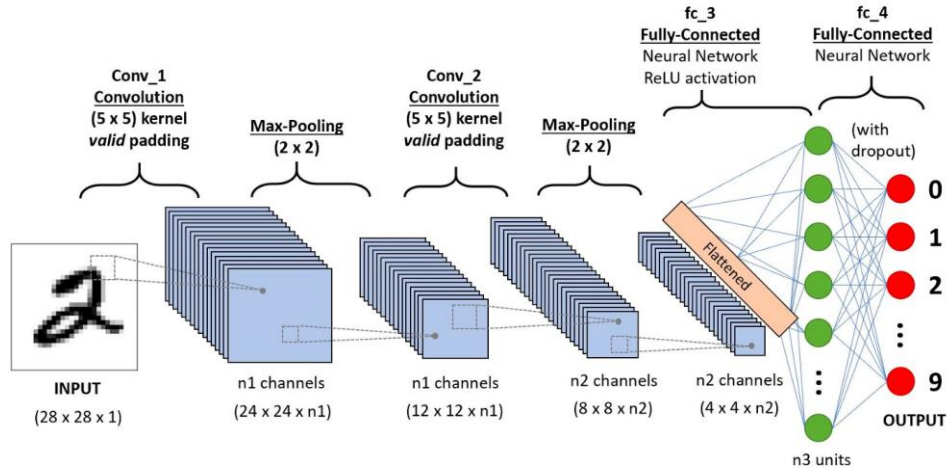 Conv_1
Convolution
(5 x 5) kernel
valid padding
Max-Pooling
(2 x 2)
Conv_2
Convolution
(5 x 5) kernel
valid padding
Max-Pooling
(2 x 2)
fc_3
Fully-Connected
Neural Network
ReLU activation
fc_4
Fully-Connected
Neural Network
(with
dropout)
Flattened
0
1
2
9
OUTPUT
2
INPUT
(28 x 28 x 1)
n1 channels
(24 x 24 x n1)
n1 channels
(12 x 12 x n1)
n2 channels
(8 x 8 x n2)
n2 channels
(4 x 4 x n2)
n3 units